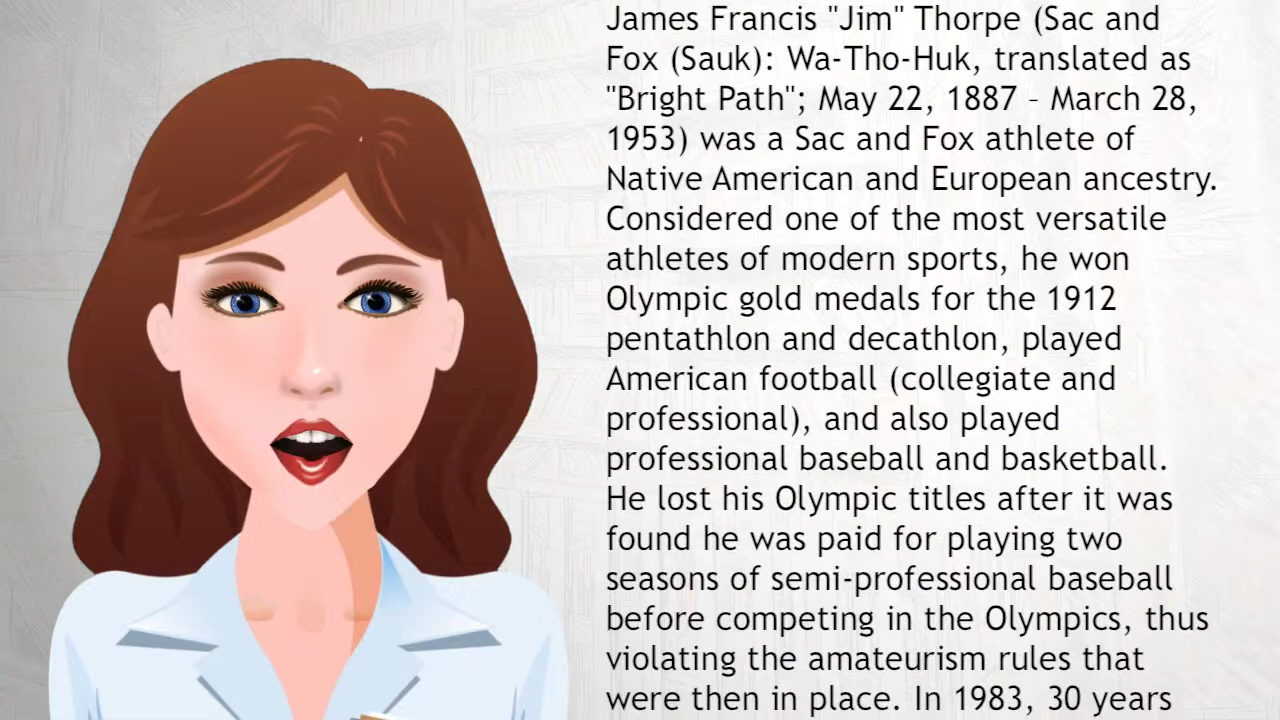 James Francis "Jim" Thorpe (Sac and
Fox (Sauk): Wa-Tho-Huk, translated as
"Bright Path"; May 22, 1887 – March 28,
1953) was a Sac and Fox athlete of
Native American and European ancestry.
Considered one of the most versatile
athletes of modern sports, he won
Olympic gold medals for the 1912
pentathlon and decathlon, played
American football (collegiate and
professional), and also played
professional baseball and basketball.
He lost his Olympic titles after it was
found he was paid for playing two
seasons of semi-professional baseball
before competing in the Olympics, thus
violating the amateurism rules that
were then in place. In 1983, 30 years